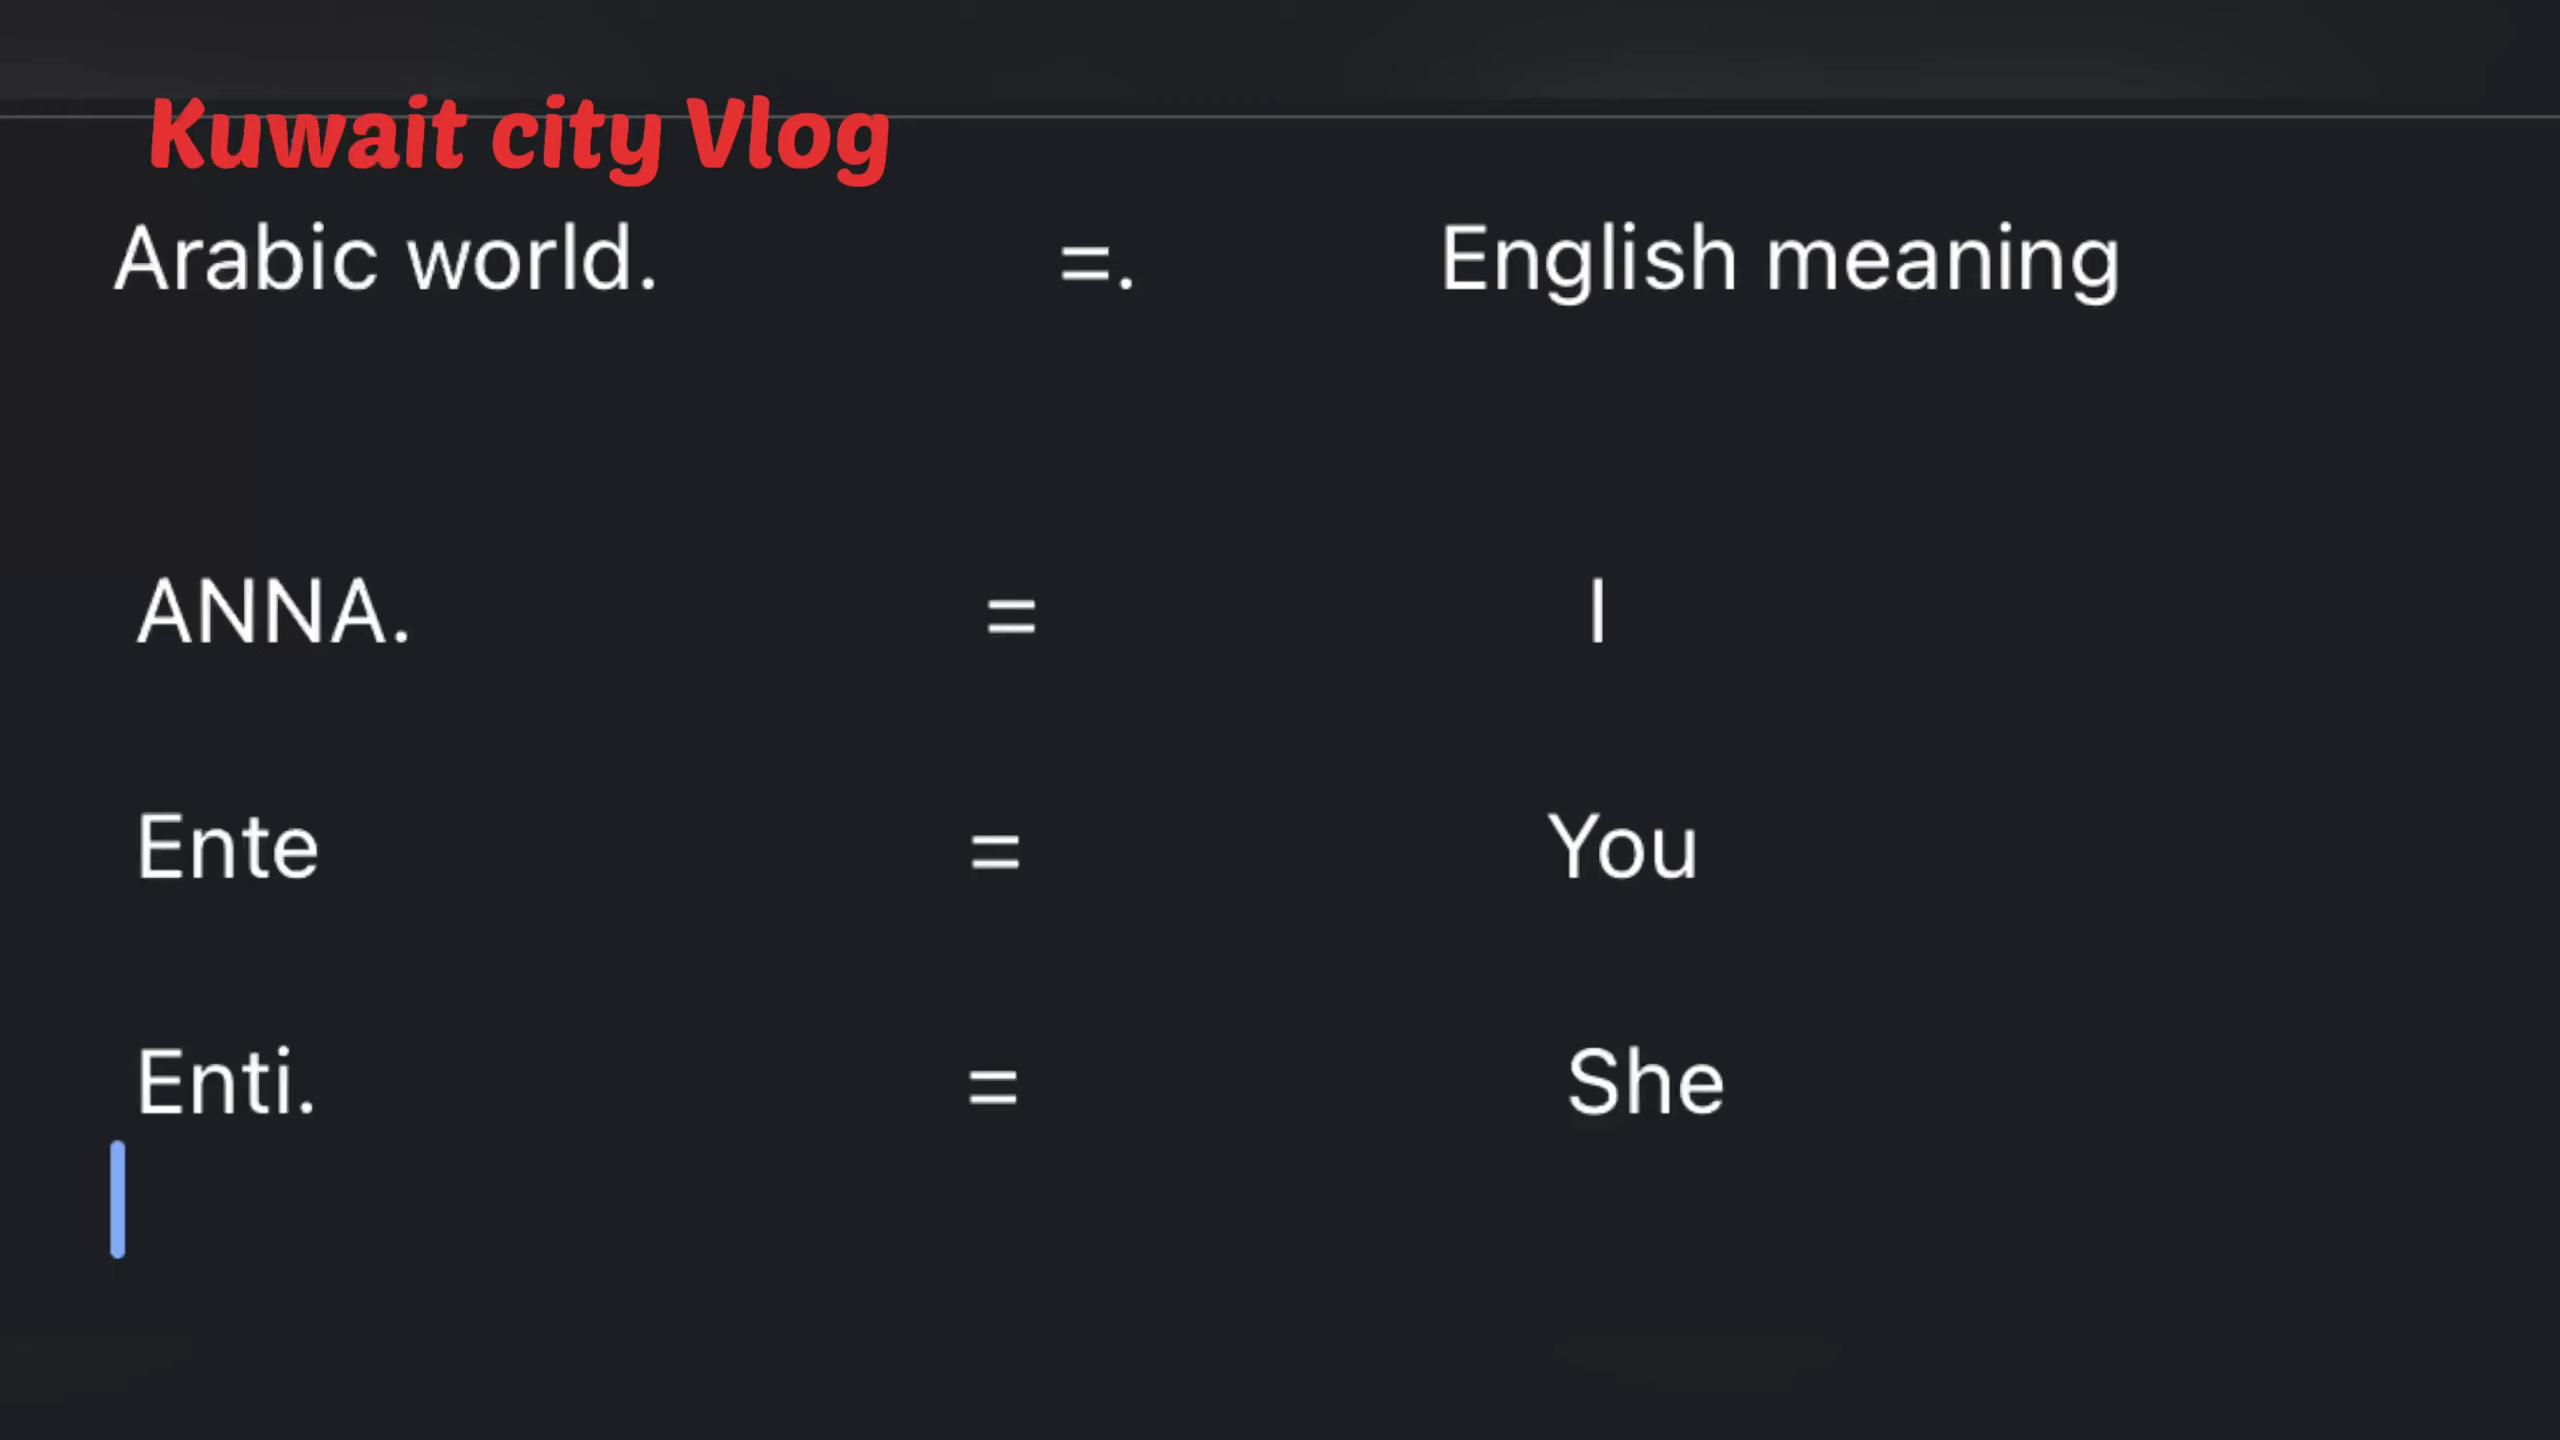 Kuwait city Vlog
Arabic world. =. English meaning
ANNA. = I
Ente = You
Enti. = She